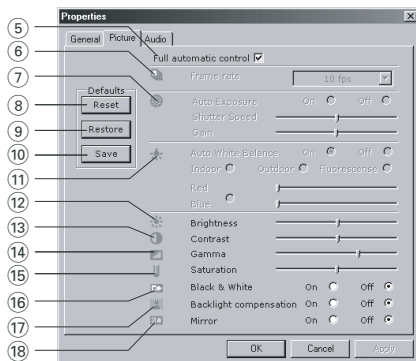 Properties
General Picture Audio
5 Full automatic control
6 Frame rate 10 fps
Defaults
7 Auto Exposure On Off
8 Reset Shutter Speed
Gain
9 Restore
10 Save Auto White Belense On Off
11 Indoor Outdoor Fluorescense
Red
Blue
12 Brightness
13 Contrast
14 Gamma
15 Saturation
16 Black & White On Off
17 Backlight compensation On Off
18 Mirror On Off
OK Cancel Apply